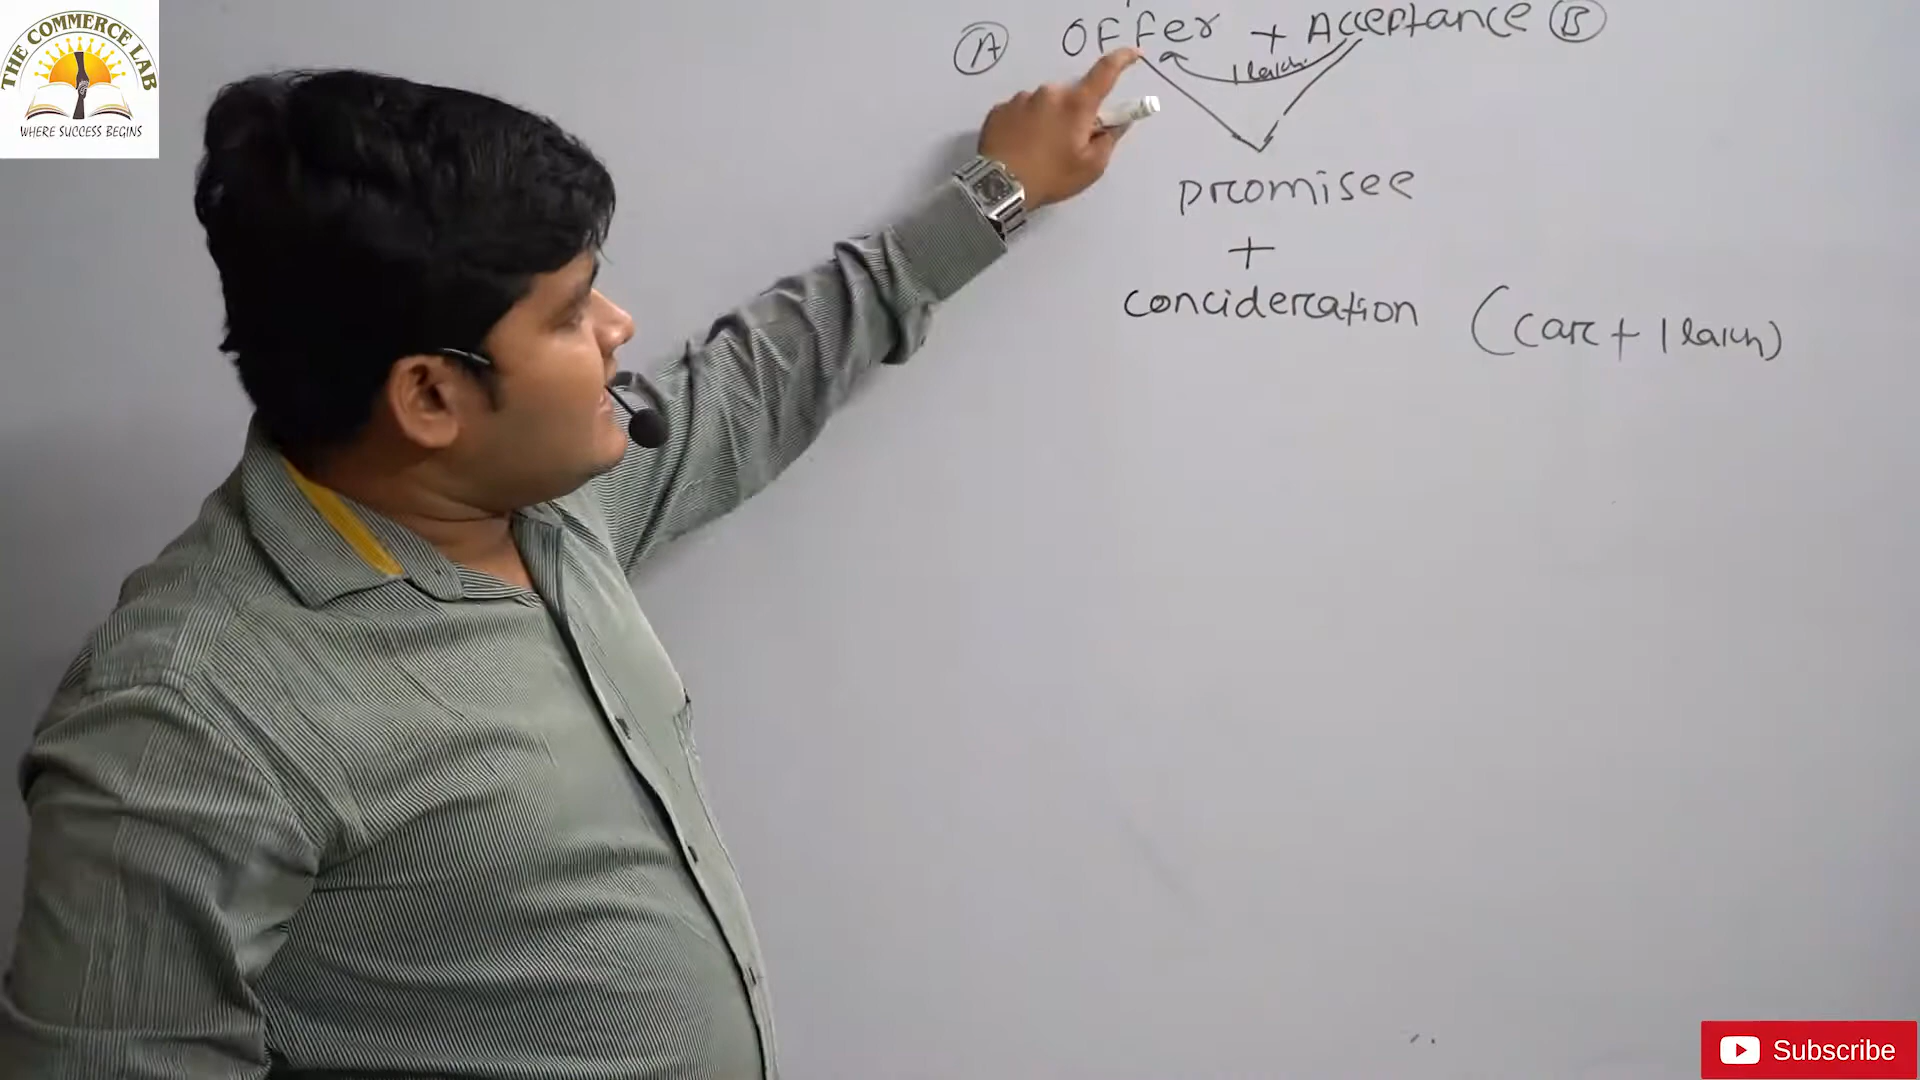 THE COMMERCE LAB
WHERE SUCCESS BEGINS
A Offer + Acceptance B
1 lakh
promisee
+
concideration (car + 1 lakh)
Subscribe